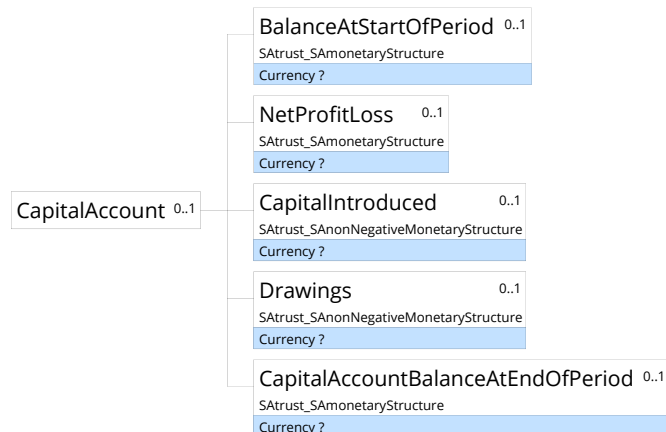 BalanceAtStartOfPeriod 0..1
SAtrust_SAmonetaryStructure
Currency ?
NetProfitLoss 0..1
SAtrust_SAmonetaryStructure
Currency ?
CapitalAccount 0..1
CapitalIntroduced 0..1
SAtrust_SAnonNegativeMonetaryStructure
Currency ?
Drawings 0..1
SAtrust_SAnonNegativeMonetaryStructure
Currency ?
CapitalAccountBalanceAtEndOfPeriod 0..1
SAtrust_SAmonetaryStructure
Currency ?